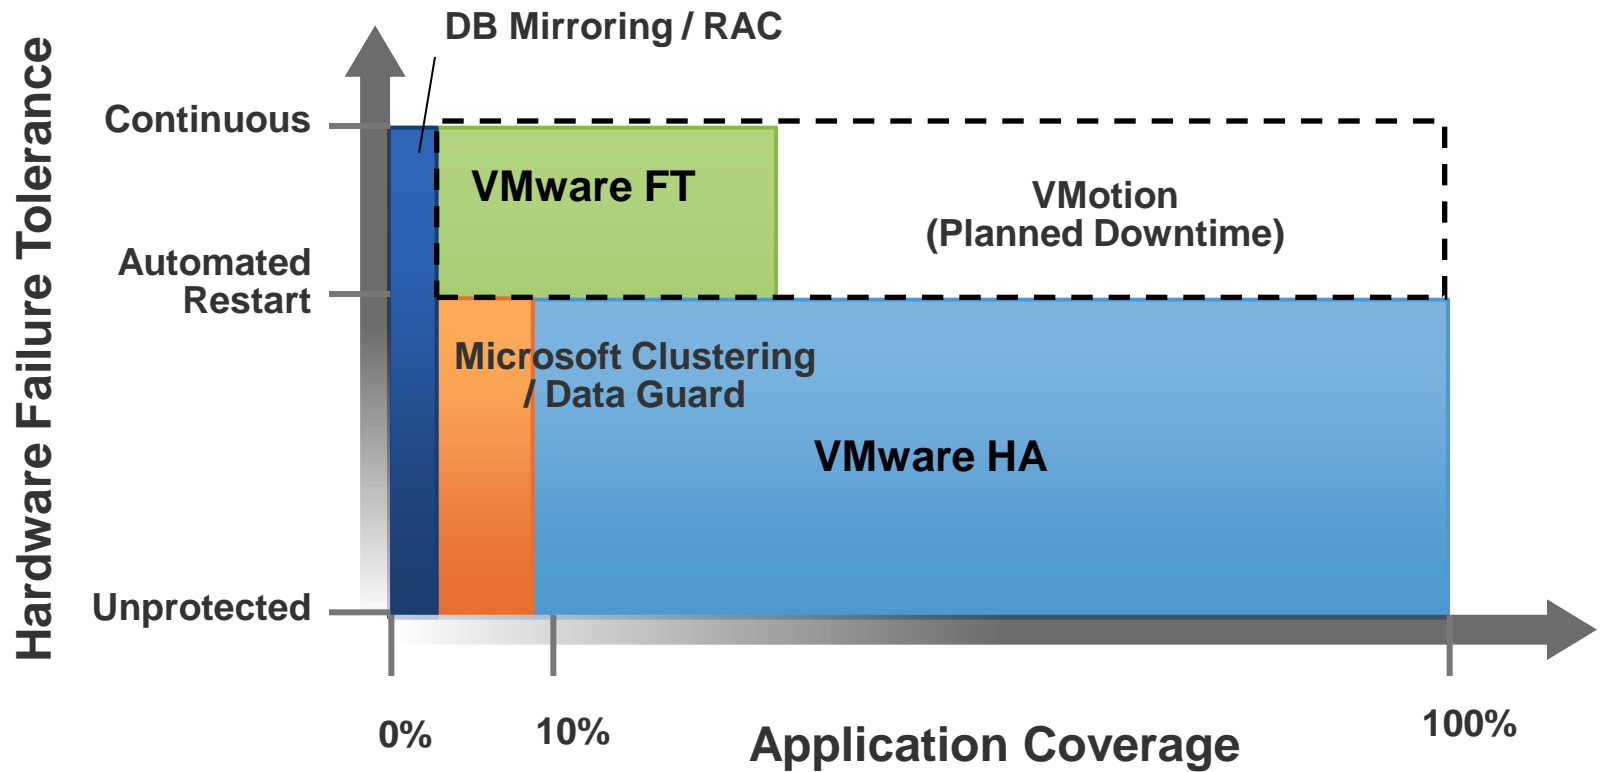 DB Mirroring / RAC
Hardware Failure Tolerance
Continuous
VMware FT
VMotion
(Planned Downtime)
Automated
Restart
Microsoft Clustering
/ Data Guard
VMware HA
Unprotected
0%
10%
100%
Application Coverage